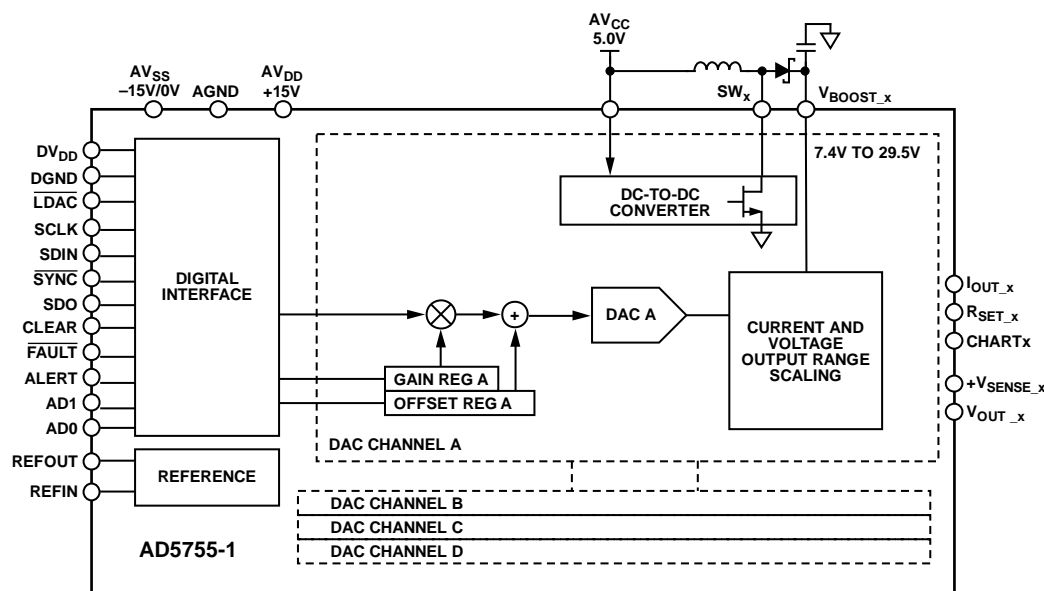 AVCC
5.0V
AVSS
–15V/0V
AGND
AVDD
+15V
SWx
VBOOST_x
DVDD
DGND
LDAC
SCLK
SDIN
SYNC
SDO
CLEAR
FAULT
ALERT
AD1
AD0
REFOUT
REFIN
DIGITAL
INTERFACE
REFERENCE
7.4V TO 29.5V
DC-TO-DC
CONVERTER
+
DAC A
CURRENT AND
VOLTAGE
OUTPUT RANGE
SCALING
GAIN REG A
OFFSET REG A
DAC CHANNEL A
DAC CHANNEL B
DAC CHANNEL C
DAC CHANNEL D
IOUT_x
RSET_x
CHARTx
+VSENSE_x
VOUT_x
AD5755-1